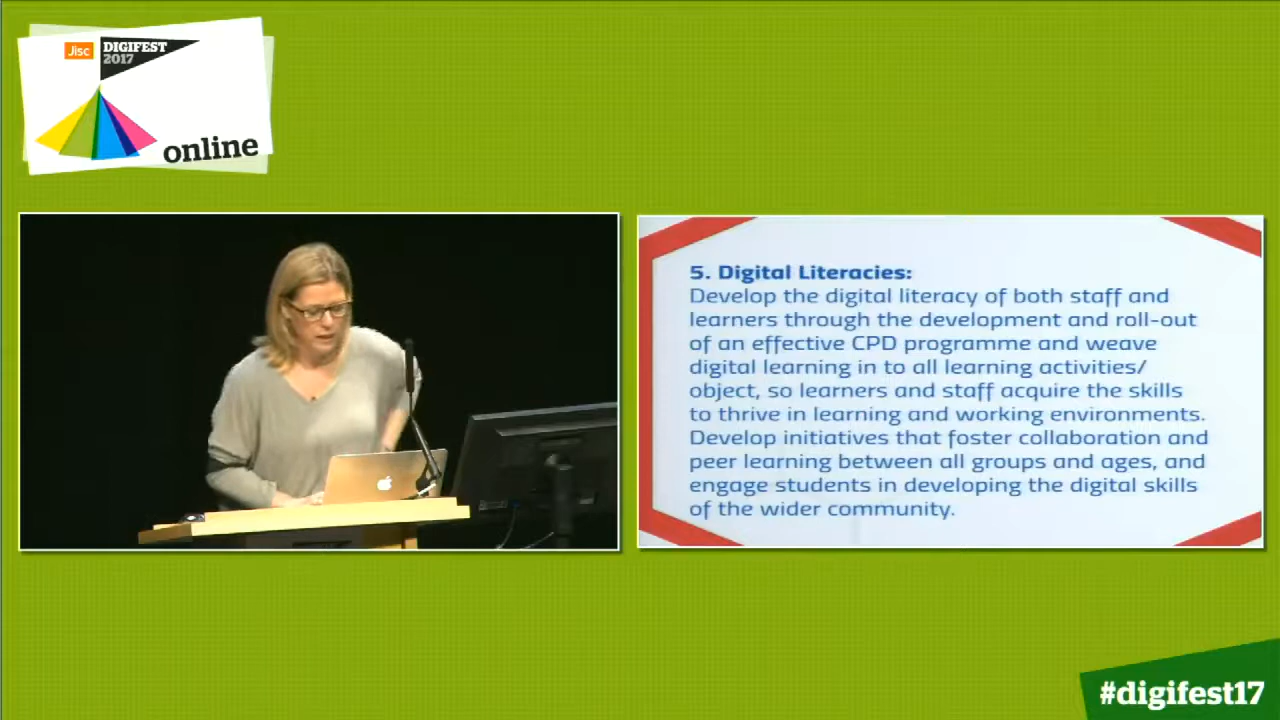 Jisc DIGIFEST
2017
online
5. Digital Literacies:
Develop the digital literacy of both staff and
learners through the development and roll-out
of an effective CPD programme and weave
digital learning in to all learning activities/
object, so learners and staff acquire the skills
to thrive in learning and working environments.
Develop initiatives that foster collaboration and
peer learning between all groups and ages, and
engage students in developing the digital skills
of the wider community.
#digifest17